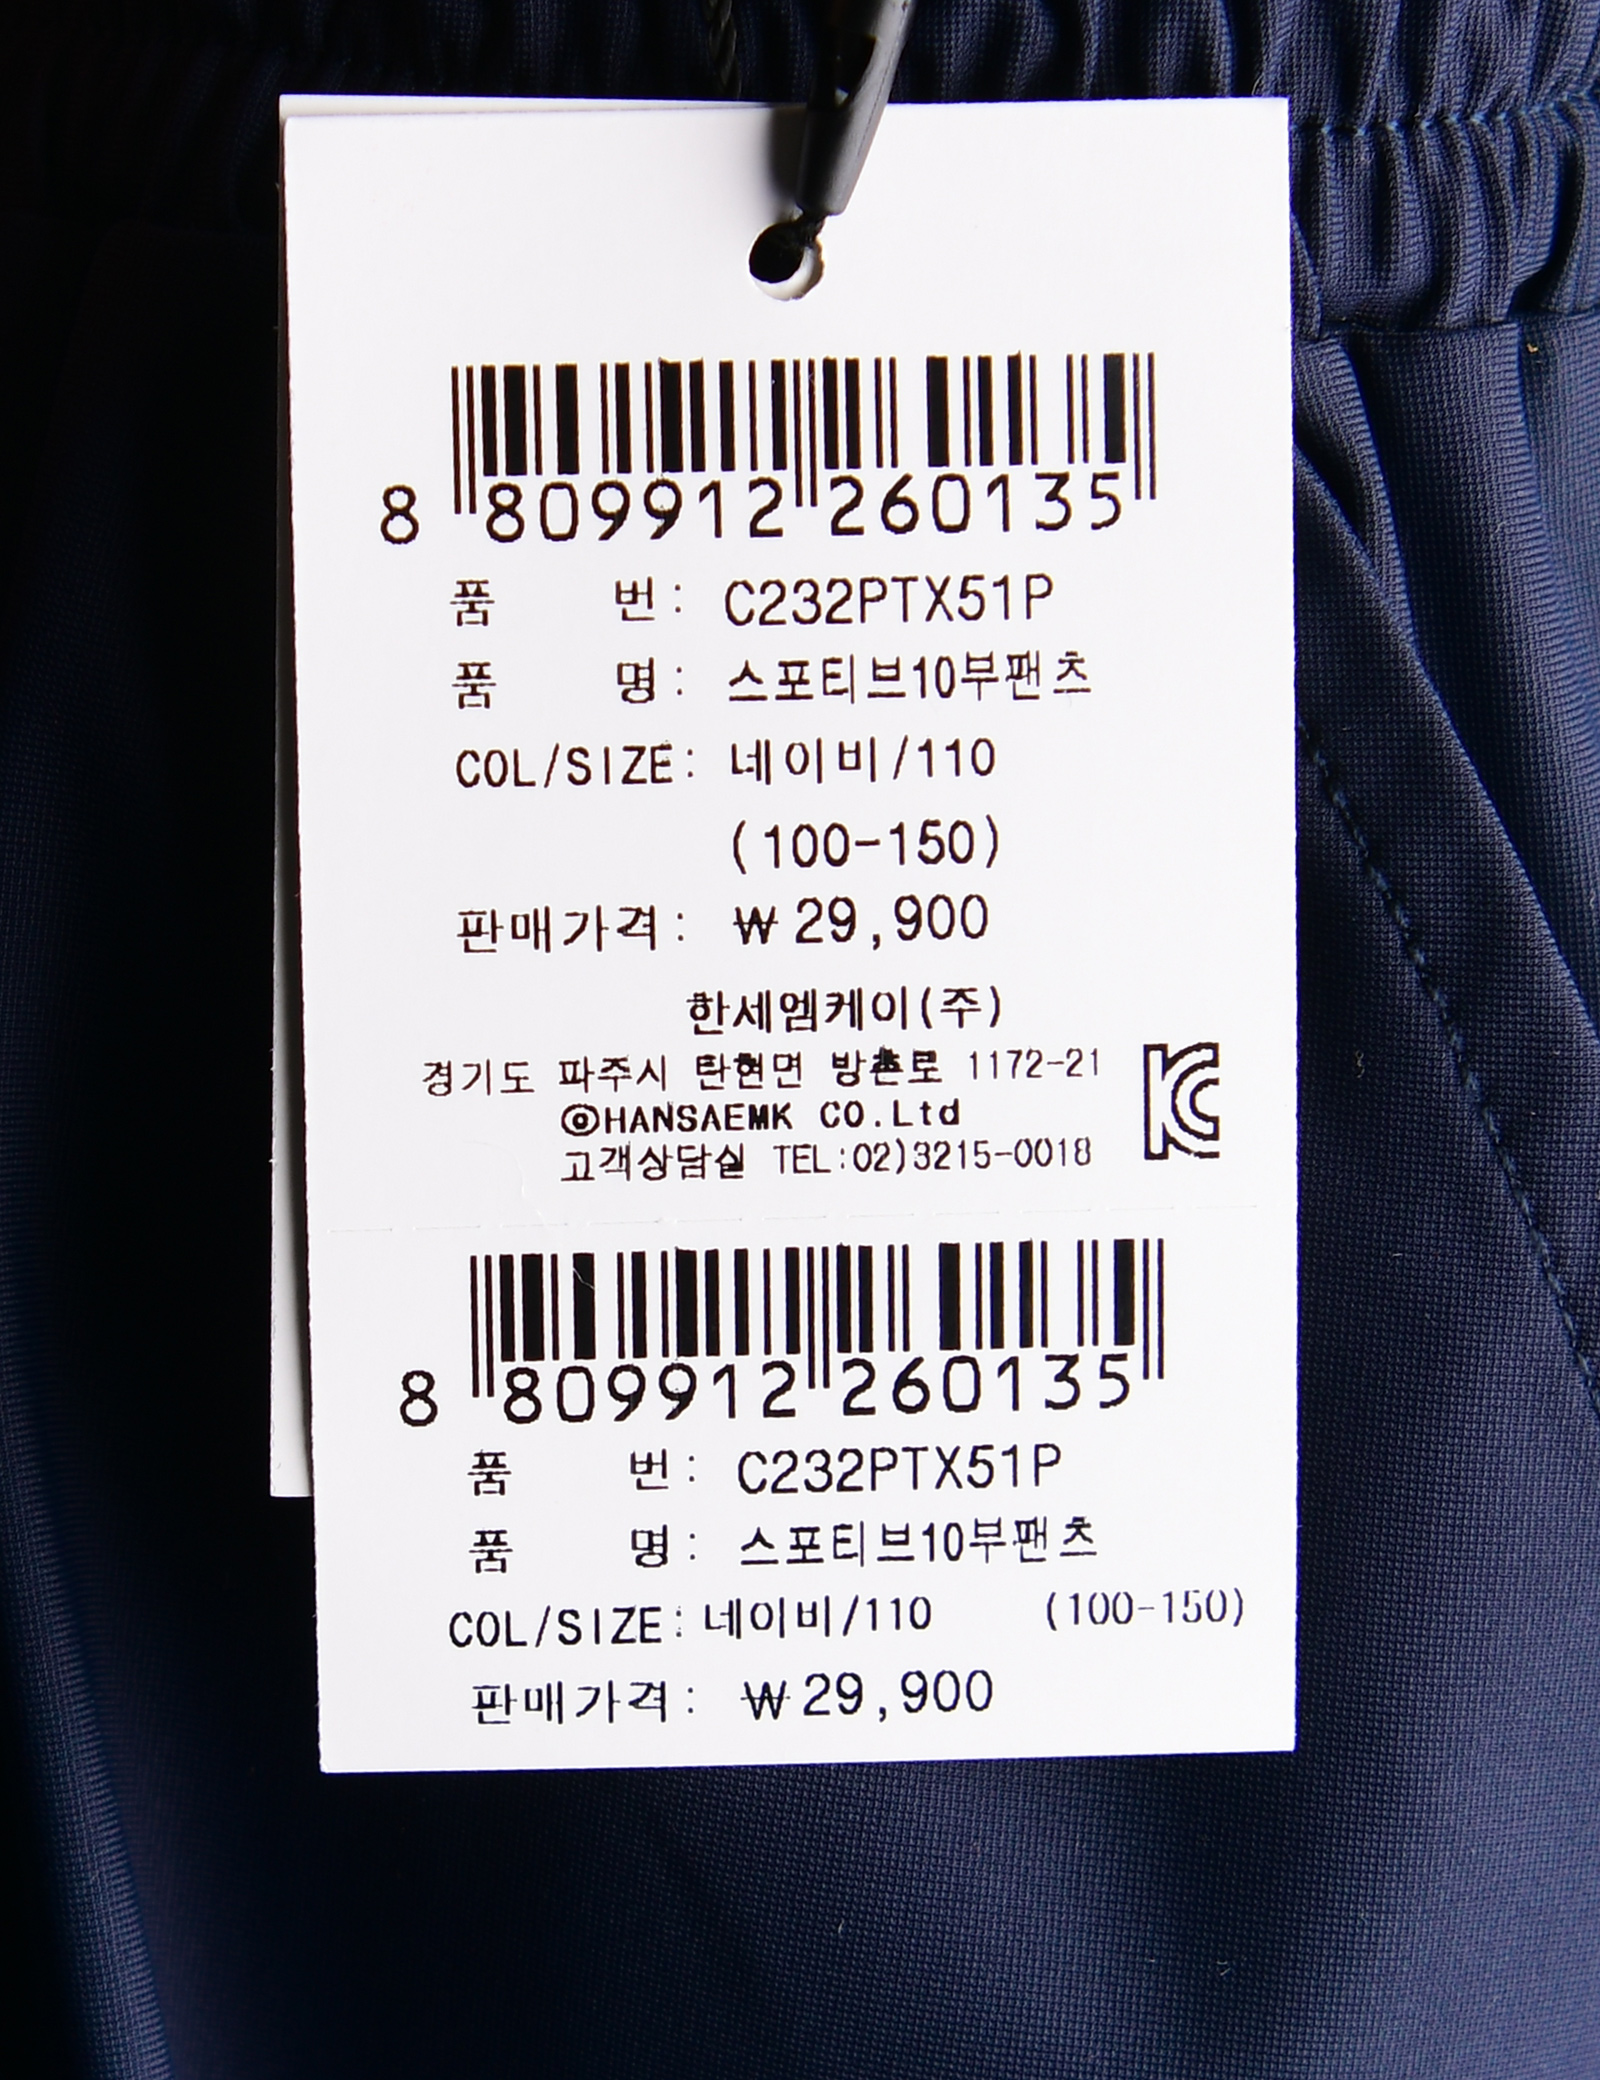 8 809912 260135
품 번: C232PTX51P
품 명: 스포티브10부팬츠
COL/SIZE: 네이비/110
(100-150)
판매가격: ₩29,900
한세엠케이(주)
경기도 파주시 탄현면 방촌로 1172-21
ⓒHANSAEMK CO.Ltd
고객상담실 TEL:02)3215-0018
KC
8 809912 260135
품 번: C232PTX51P
품 명: 스포티브10부팬츠
COL/SIZE: 네이비/110 (100-150)
판매가격: ₩29,900